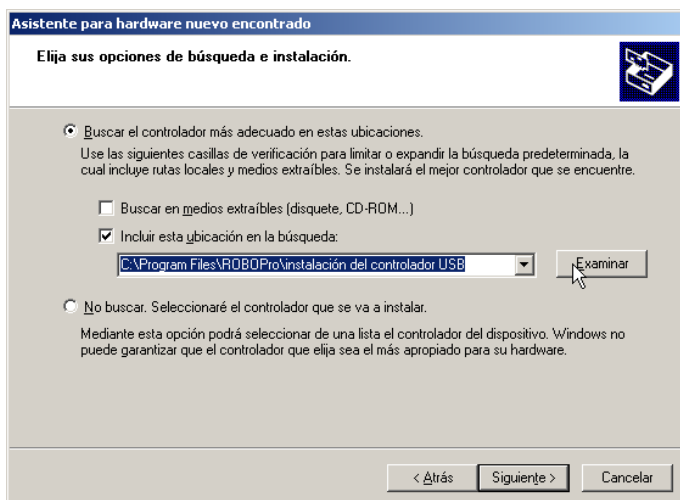 Asistente para hardware nuevo encontrado
Elija sus opciones de búsqueda e instalación.
Buscar el controlador más adecuado en estas ubicaciones.
Use las siguientes casillas de verificación para limitar o expandir la búsqueda predeterminada, la
cual incluye rutas locales y medios extraíbles. Se instalará el mejor controlador que se encuentre.
Buscar en medios extraíbles (disquete, CD-ROM...)
Incluir esta ubicación en la búsqueda:
C:\Program Files\ROBOPro\instalación del controlador USB
Examinar
No buscar. Seleccionaré el controlador que se va a instalar.
Mediante esta opción podrá seleccionar de una lista el controlador del dispositivo. Windows no
puede garantizar que el controlador que elija sea el más apropiado para su hardware.
< Atrás Siguiente > Cancelar